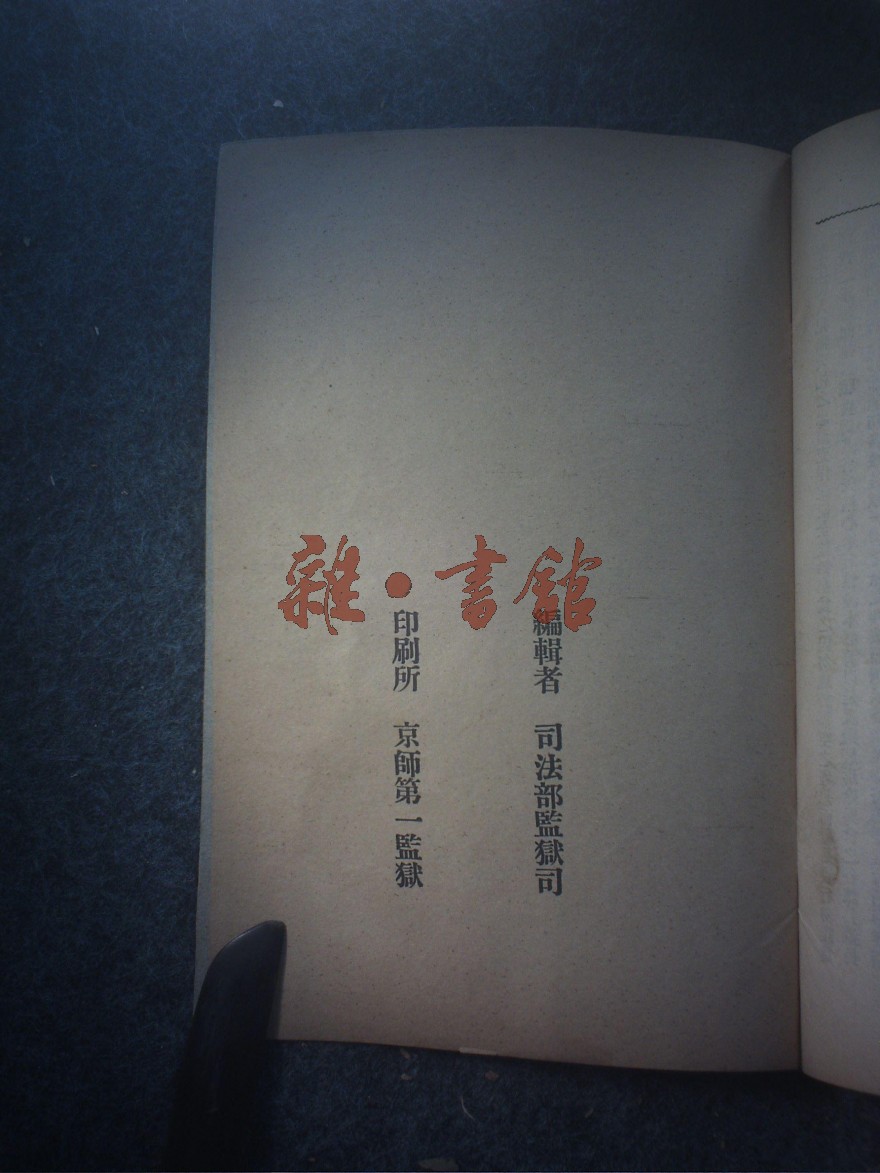 編輯者　司法部監獄司
印刷所　京師第一監獄
雜·書館